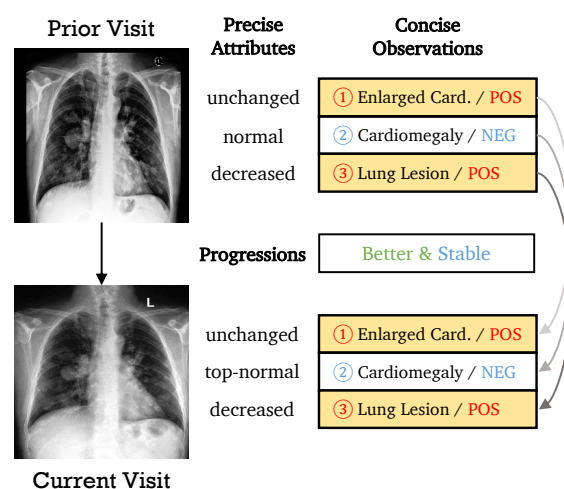 Prior Visit
Precise Attributes
Concise Observations
unchanged ① Enlarged Card. / POS
normal ② Cardiomegaly / NEG
decreased ③ Lung Lesion / POS
Progressions Better & Stable
L
unchanged ① Enlarged Card. / POS
top-normal ② Cardiomegaly / NEG
decreased ③ Lung Lesion / POS
Current Visit